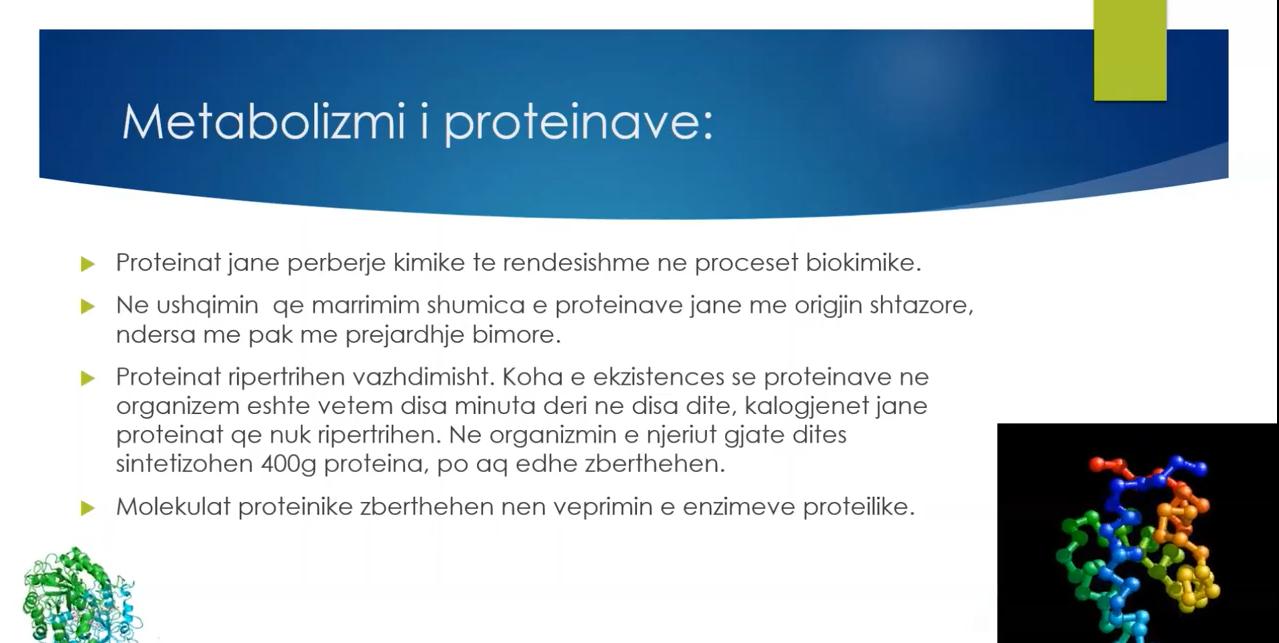 Metabolizmi i proteinave:
Proteinat jane perberje kimike te rendesishme ne proceset biokimike.
Ne ushqimin qe marrimim shumica e proteinave jane me origjin shtazore,
ndersa me pak me prejardhje bimore.
Proteinat ripertrihen vazhdimisht. Koha e ekzistences se proteinave ne
organizem eshte vetem disa minuta deri ne disa dite, kalogjenet jane
proteinat qe nuk ripertrihen. Ne organizmin e njeriut gjate dites
sintetizohen 400g proteina, po aq edhe zberthehen.
Molekulat proteinike zberthehen nen veprimin e enzimeve proteilike.